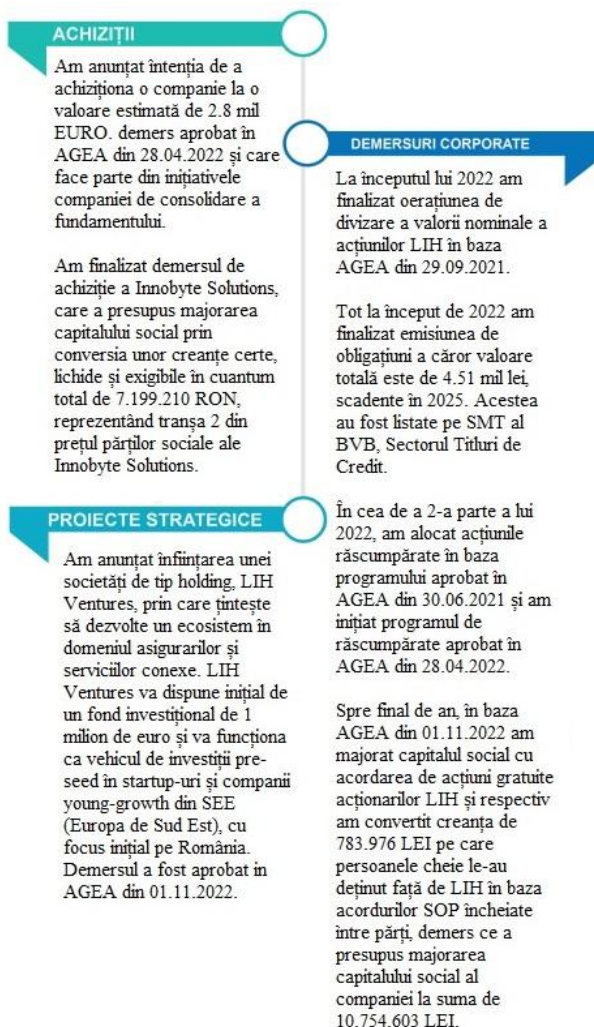 ACHIZIȚII
Am anunțat intenția de a
achiziționa o companie la o
valoare estimată de 2.8 mil
EURO. demers aprobat în
AGEA din 28.04.2022 și care
face parte din inițiativele
companiei de consolidare a
fundamentului.
Am finalizat demersul de
achiziție a Innobyte Solutions,
care a presupus majorarea
capitalului social prin
conversia unor creanțe certe,
lichide și exigibile în cuantum
total de 7.199.210 RON,
reprezentând tranșa 2 din
prețul părților sociale ale
Innobyte Solutions.
PROIECTE STRATEGICE
Am anunțat înființarea unei
societăți de tip holding, LIH
Ventures, prin care țintește
să dezvolte un ecosistem în
domeniul asigurarilor și
serviciilor conexe. LIH
Ventures va dispune inițial de
un fond investițional de 1
milion de euro și va funcționa
ca vehicul de investiții pre-
seed în startup-uri și companii
young-growth din SEE
(Europa de Sud Est), cu
focus inițial pe România.
Demersul a fost aprobat in
AGEA din 01.11.2022.
DEMERSURI CORPORATE
La începutul lui 2022 am
finalizat oerațiunea de
divizare a valorii nominale a
acțiunilor LIH în baza
AGEA din 29.09.2021.
Tot la început de 2022 am
finalizat emisiunea de
obligațiuni a căror valoare
totală este de 4.51 mil lei,
scadente în 2025. Acestea
au fost listate pe SMT al
BVB, Sectorul Titluri de
Credit.
În cea de a 2-a parte a lui
2022, am alocat acțiunile
răscumpărate în baza
programului aprobat în
AGEA din 30.06.2021 și am
inițiat programul de
răscumpărate aprobat în
AGEA din 28.04.2022.
Spre final de an, în baza
AGEA din 01.11.2022 am
majorat capitalul social cu
acordarea de acțiuni gratuite
acționarilor LIH și respectiv
am convertit creanța de
783.976 LEI pe care
persoanele cheie le-au
deținut față de LIH în baza
acordurilor SOP încheiate
între părți, demers ce a
presupus majorarea
capitalului social al
companiei la suma de
10.754.603 LEI.